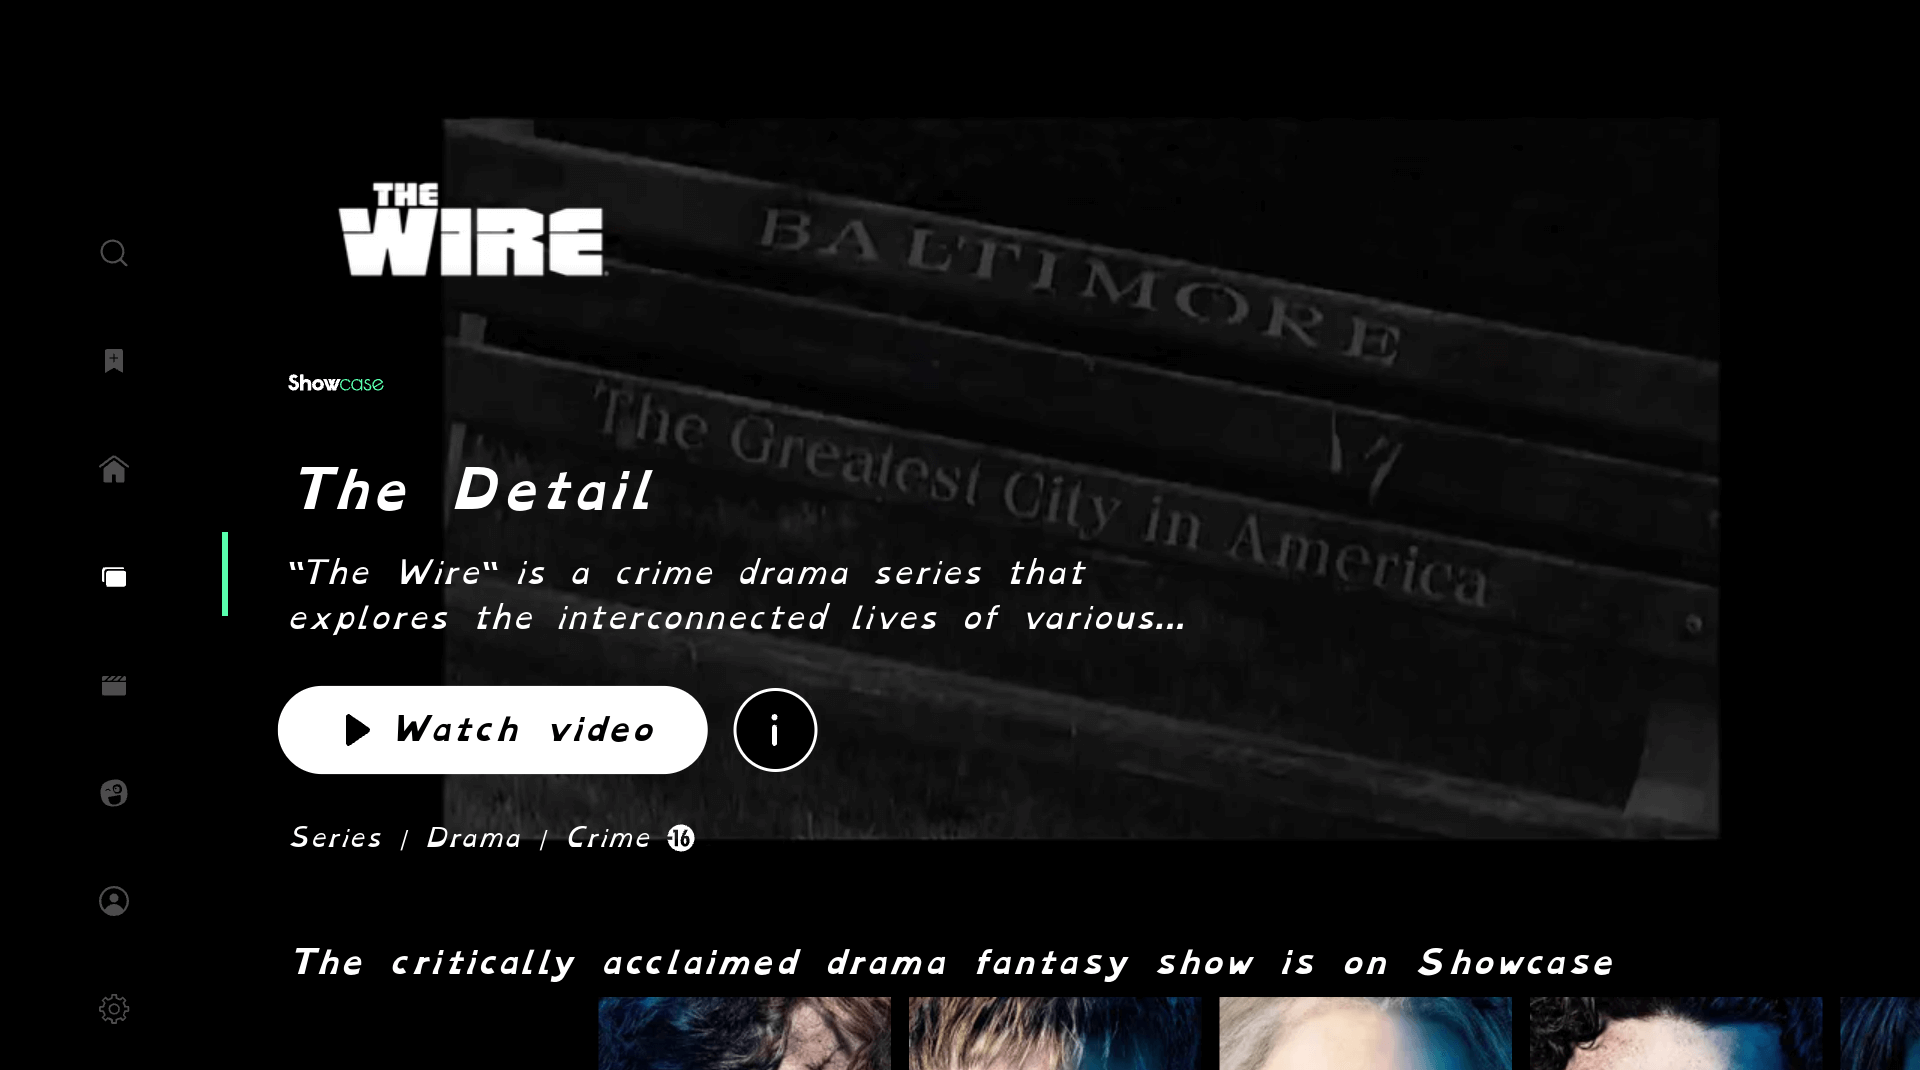 THE
WIRE
BALTIMORE
The Greatest City in America
Showcase
The Detail
“The Wire“ is a crime drama series that
explores the interconnected lives of various...
Watch video
i
Series / Drama / Crime 16
The critically acclaimed drama fantasy show is on Showcase